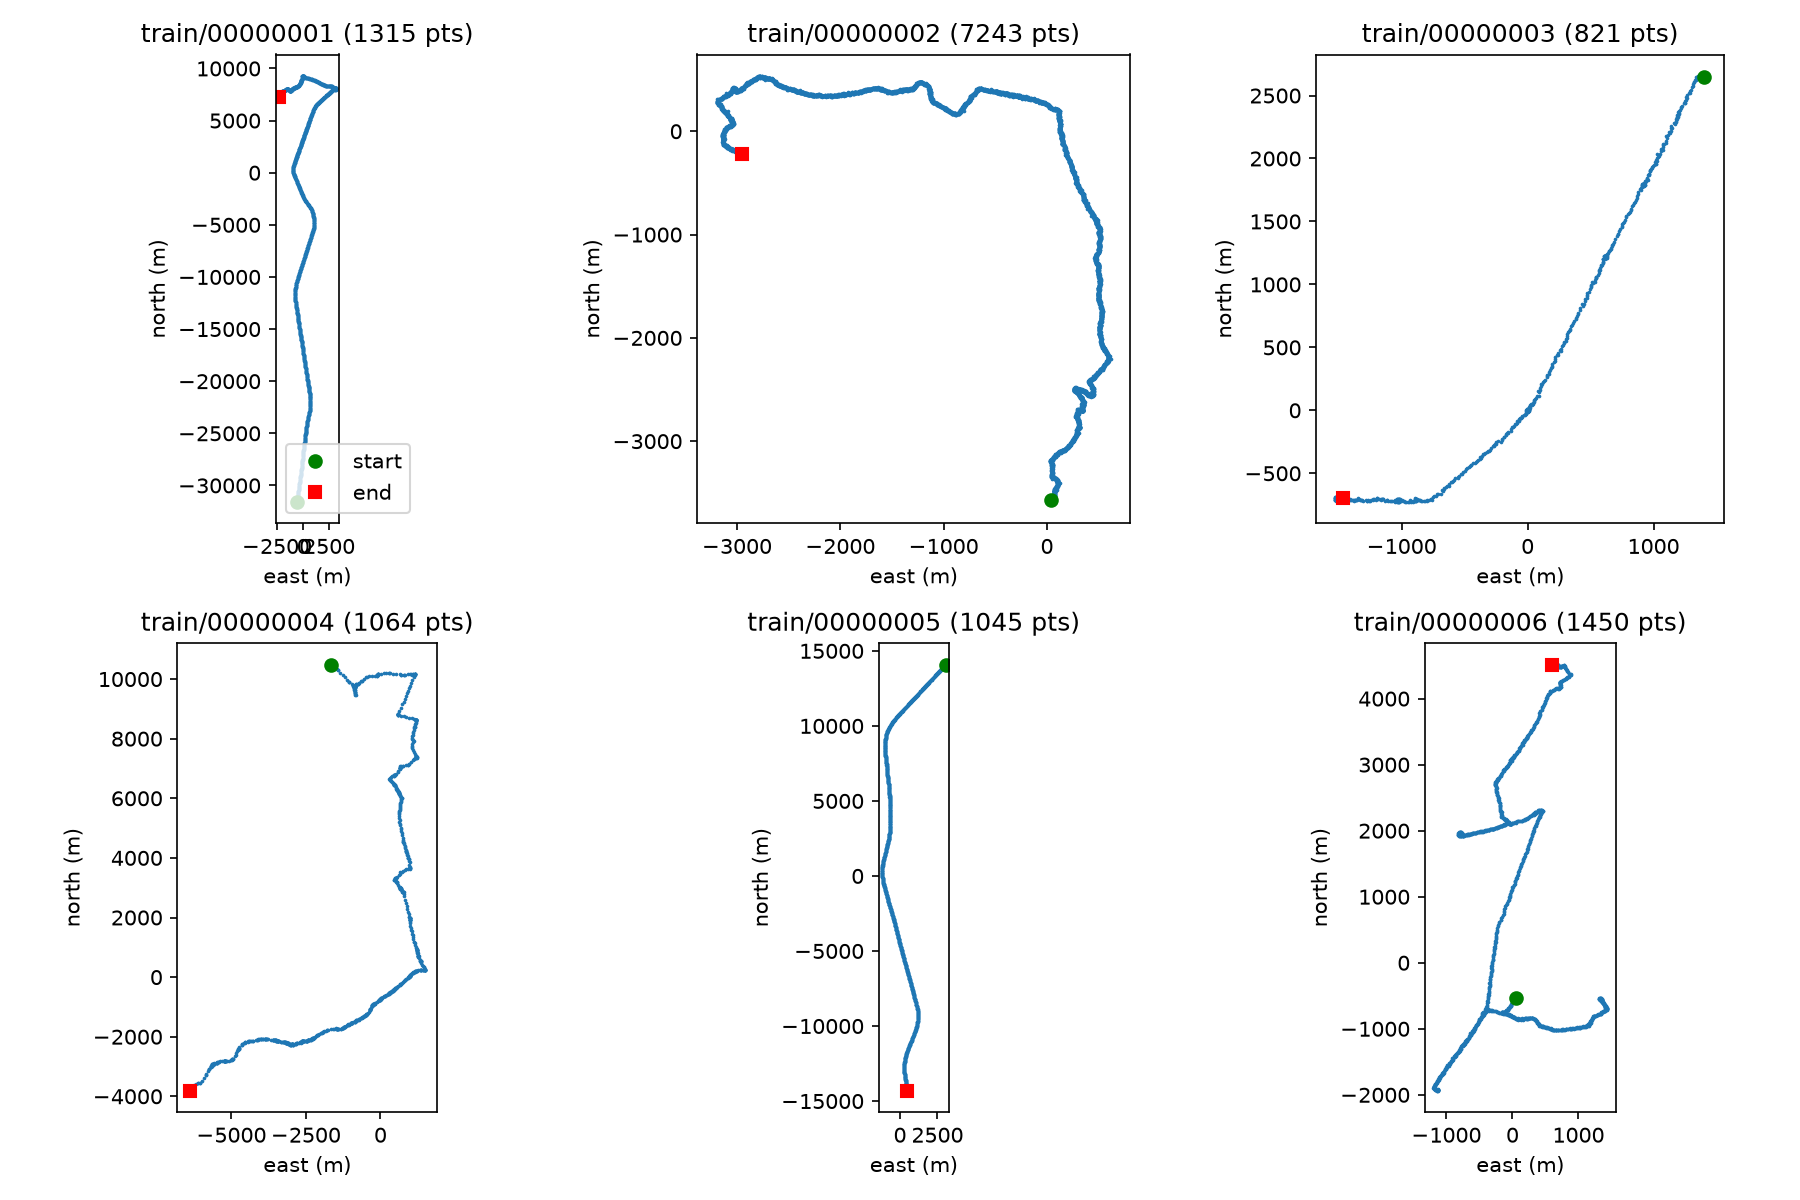 train/00000001 (1315 pts)
10000
5000
0
−5000
−10000
−15000
−20000
−25000
−30000
north (m)
start
end
−2500 0 2500
east (m)
train/00000002 (7243 pts)
0
−1000
−2000
−3000
north (m)
−3000 −2000 −1000 0
east (m)
train/00000003 (821 pts)
2500
2000
1500
1000
500
0
−500
north (m)
−1000 0 1000
east (m)
train/00000004 (1064 pts)
10000
8000
6000
4000
2000
0
−2000
−4000
north (m)
−5000 −2500 0
east (m)
train/00000005 (1045 pts)
15000
10000
5000
0
−5000
−10000
−15000
north (m)
0 2500
east (m)
train/00000006 (1450 pts)
4000
3000
2000
1000
0
−1000
−2000
north (m)
−1000 0 1000
east (m)